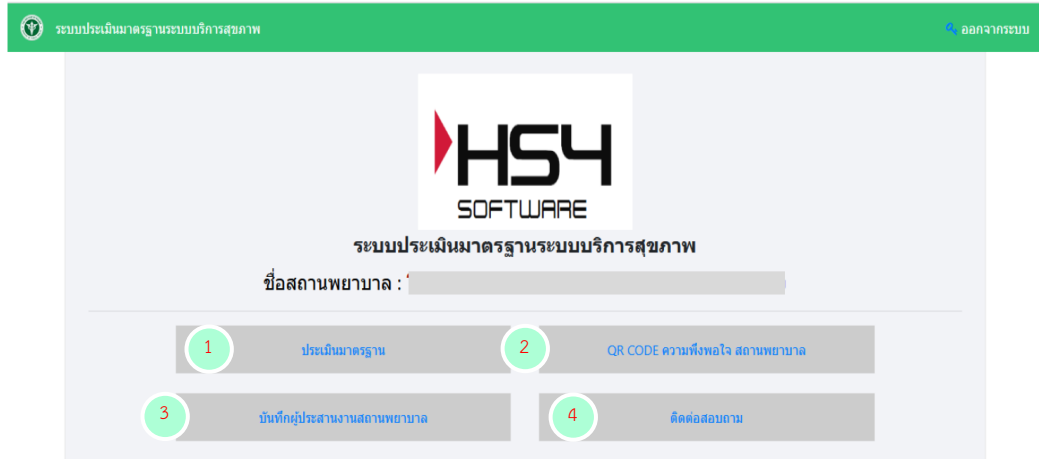 ระบบประเมินมาตรฐานระบบบริการสุขภาพ
ออกจากระบบ
HS4
SOFTWARE
ระบบประเมินมาตรฐานระบบบริการสุขภาพ
ชื่อสถานพยาบาล :
1 ประเมินมาตรฐาน
2 QR CODE ความพึงพอใจ สถานพยาบาล
3 บันทึกผู้ประสานงานสถานพยาบาล
4 ติดต่อสอบถาม